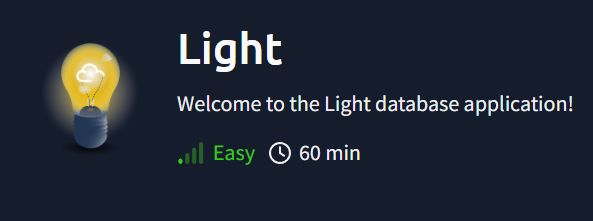 Light
Welcome to the Light database application!
Easy 60 min